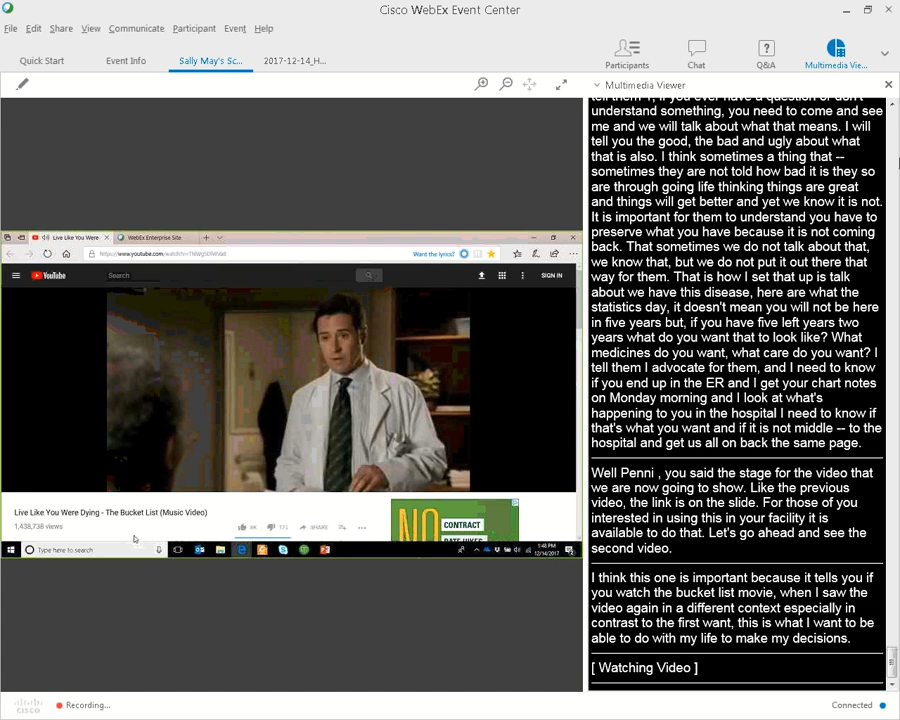 Cisco WebEx Event Center
File Edit Share View Communicate Participant Event Help
Quick Start Event Info Sally May's Sc... 2017-12-14_H...
Participants Chat Q&A Multimedia Vie...
Multimedia Viewer
understand something, you need to come and see
me and we will talk about what that means. I will
tell you the good, the bad and ugly about what
that is also. I think sometimes a thing that --
sometimes they are not told how bad it is they so
are through going life thinking things are great
and things will get better and yet we know it is not.
It is important for them to understand you have to
preserve what you have because it is not coming
back. That sometimes we do not talk about that,
we know that, but we do not put it out there that
way for them. That is how I set that up is talk
about we have this disease, here are what the
statistics day, it doesn't mean you will not be here
in five years but, if you have five left years two
years what do you want that to look like? What
medicines do you want, what care do you want? I
tell them I advocate for them, and I need to know
if you end up in the ER and I get your chart notes
on Monday morning and I look at what's
happening to you in the hospital I need to know if
that's what you want and if it is not middle -- to the
hospital and get us all on back the same page.
Well Penni , you said the stage for the video that
we are now going to show. Like the previous
video, the link is on the slide. For those of you
interested in using this in your facility it is
available to do that. Let's go ahead and see the
second video.
I think this one is important because it tells you if
you watch the bucket list movie, when I saw the
video again in a different context especially in
contrast to the first want, this is what I want to be
able to do with my life to make my decisions.
[ Watching Video ]
Live Like You Were WebEx Enterprise Site
Want the lyrics?
YouTube Search SIGN IN
Live Like You Were Dying - The Bucket List (Music Video)
1,438,738 views
SHARE
NO CONTRACT
RATE HIKES
Type here to search
1:48 PM
12/14/2017
cisco
Recording...
Connected